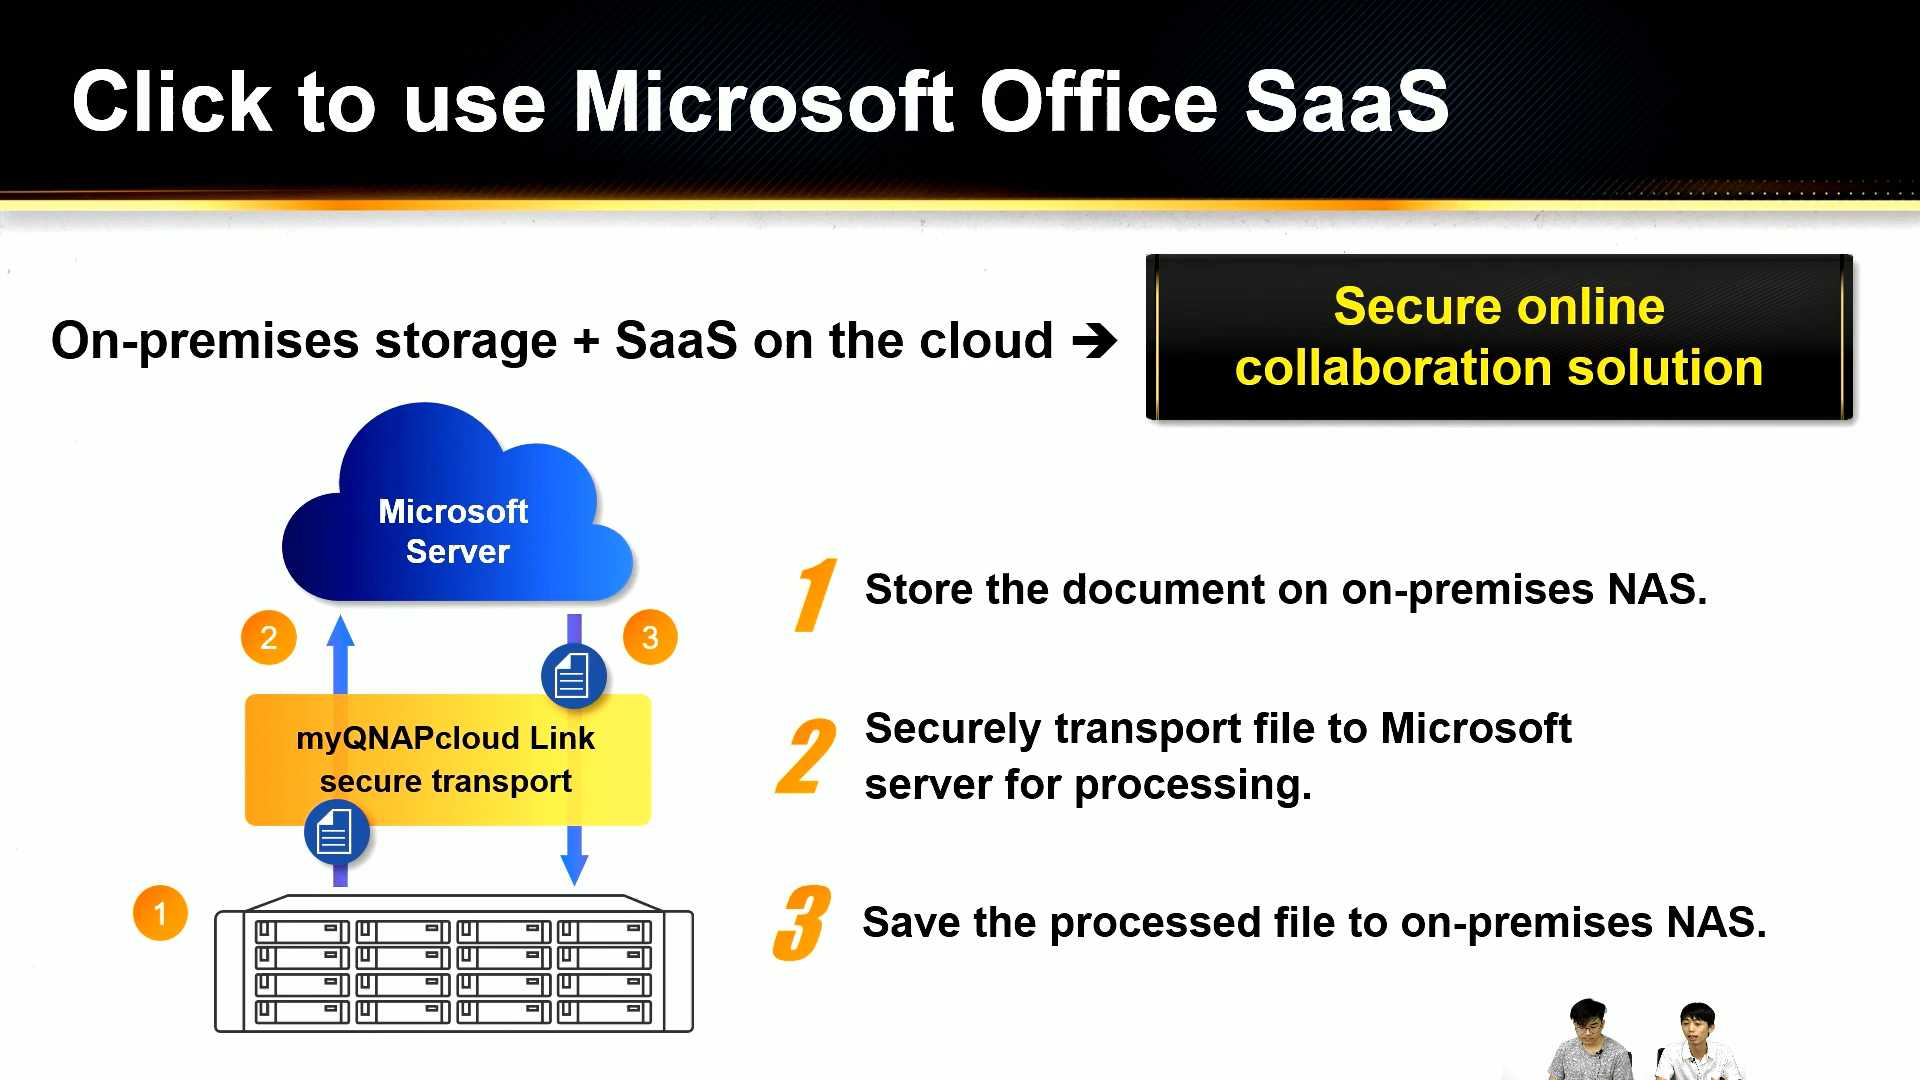 Click to use Microsoft Office SaaS
On-premises storage + SaaS on the cloud ➔
Secure online
collaboration solution
Microsoft
Server
2
3
myQNAPcloud Link
secure transport
1
1 Store the document on on-premises NAS.
2 Securely transport file to Microsoft
server for processing.
3 Save the processed file to on-premises NAS.